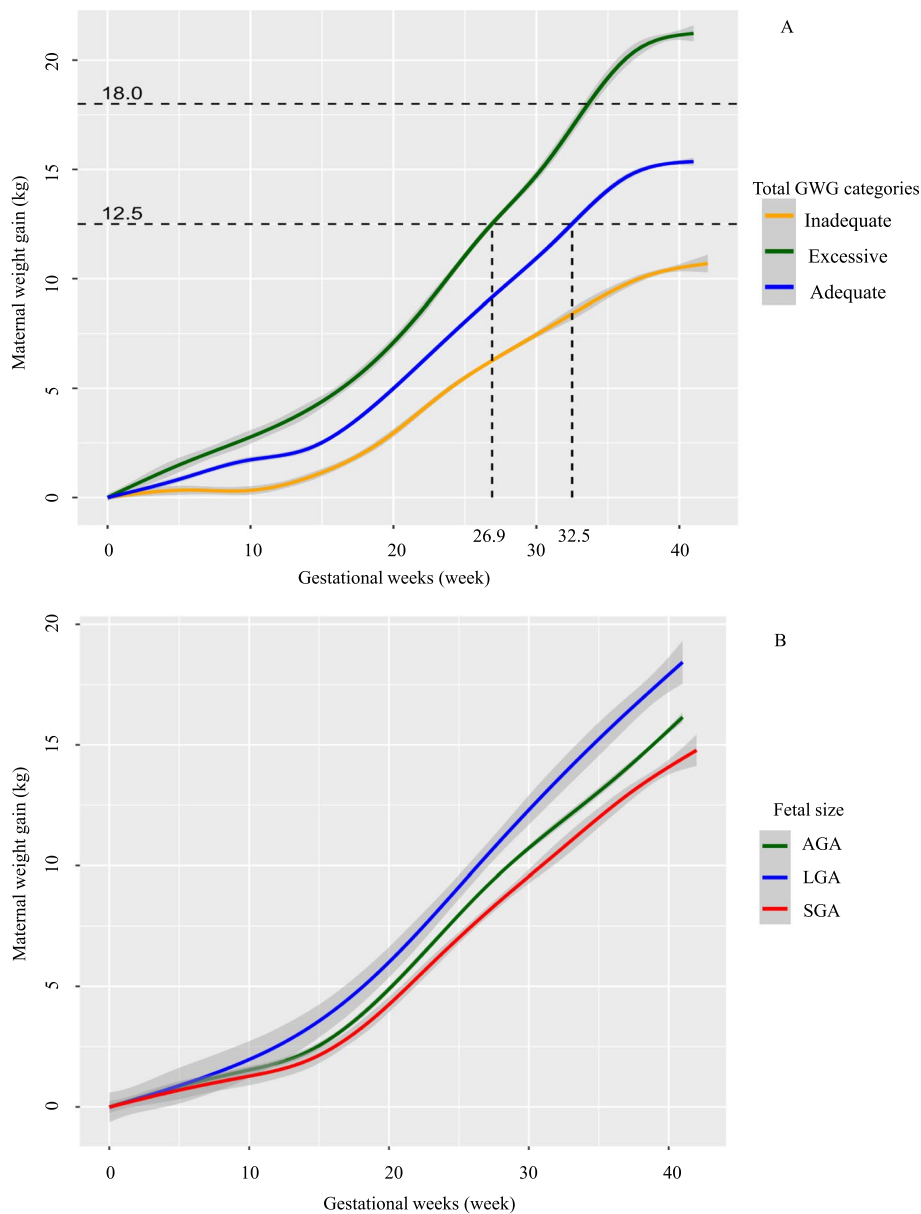 A
20
18.0
15
12.5
10
5
0
Maternal weight gain (kg)
Total GWG categories
Inadequate
Excessive
Adequate
0
10
20
26.9
30
32.5
40
Gestational weeks (week)
B
20
15
10
5
0
Maternal weight gain (kg)
Fetal size
AGA
LGA
SGA
0
10
20
30
40
Gestational weeks (week)